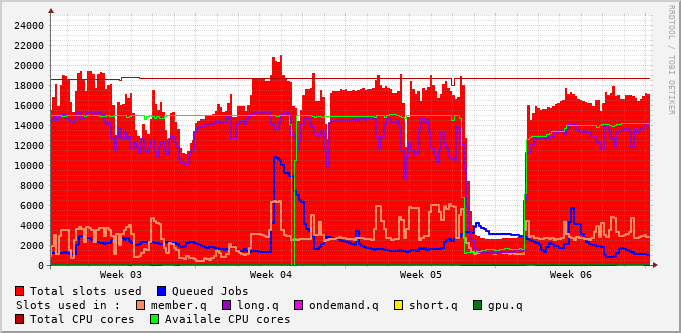 RRDTOOL / TOBI OETIKER
24000
22000
20000
18000
16000
14000
12000
10000
8000
6000
4000
2000
0
Week 03 Week 04 Week 05 Week 06
Total slots used Queued Jobs
Slots used in : member.q long.q ondemand.q short.q gpu.q
Total CPU cores Availale CPU cores